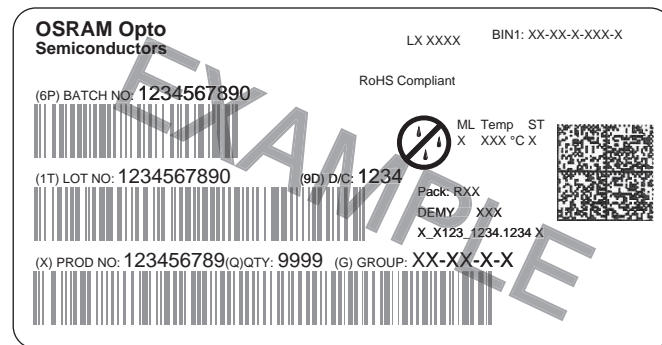 OSRAM Opto
Semiconductors
LX XXXX
BIN1: XX-XX-X-XXX-X
RoHS Compliant
(6P) BATCH NO: 1234567890
ML Temp ST
X XXX °C X
(1T) LOT NO: 1234567890 (9D) D/C: 1234
Pack: RXX
DEMY XXX
X_X123_1234.1234 X
(X) PROD NO: 123456789(Q)QTY: 9999 (G) GROUP: XX-XX-X-X
EXAMPLE